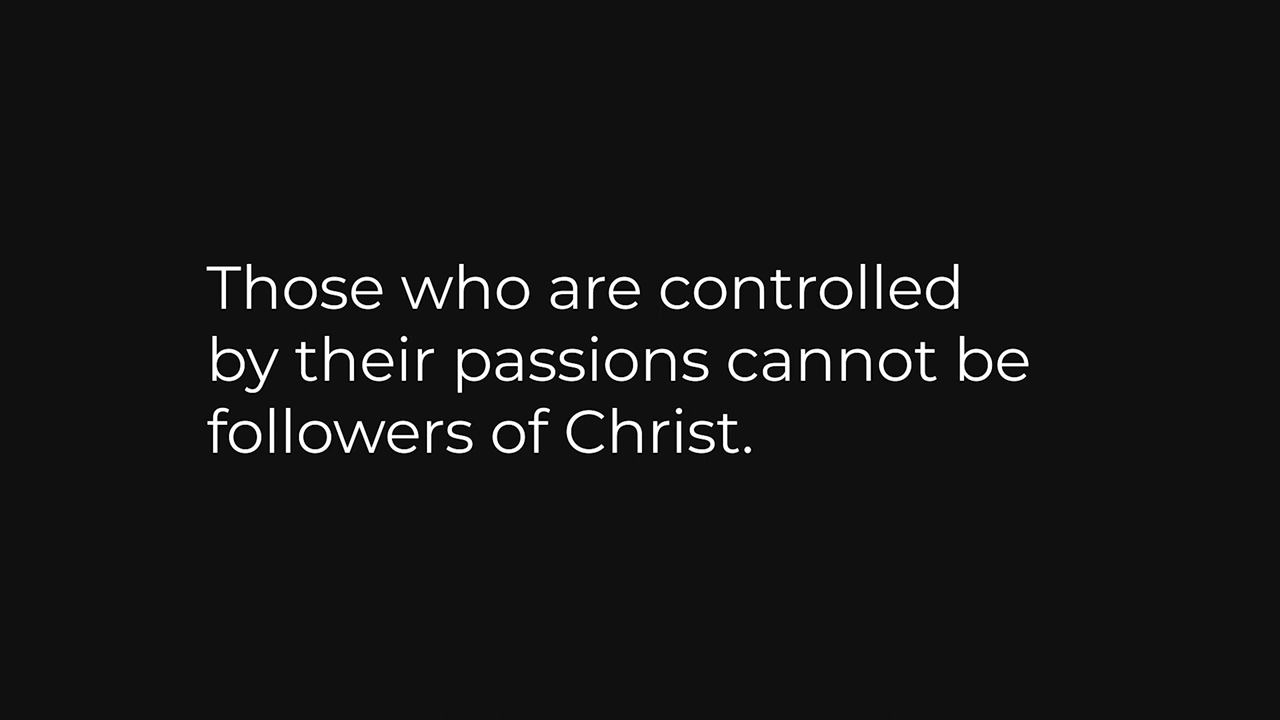 Those who are controlled
by their passions cannot be
followers of Christ.